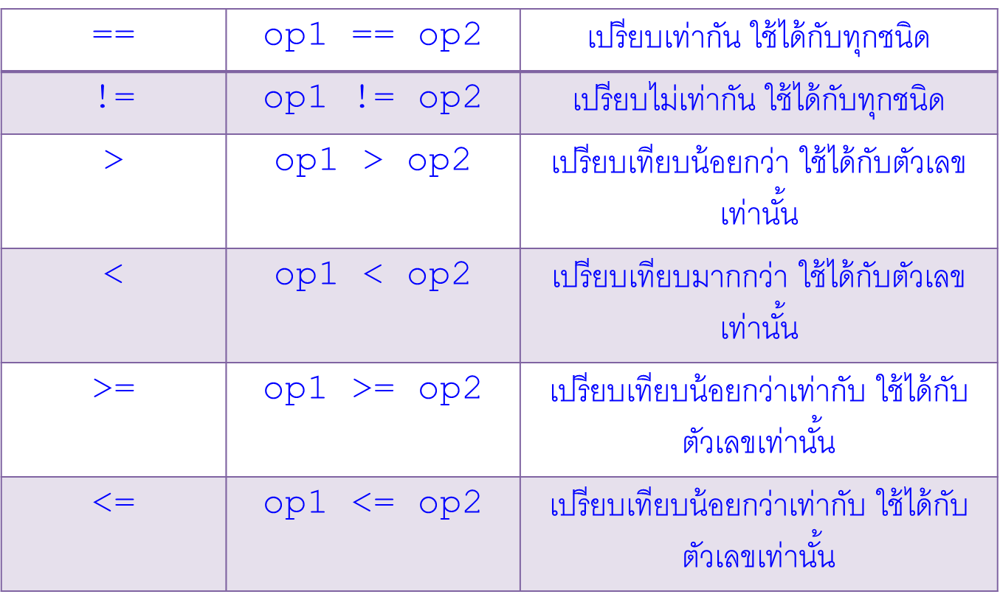 == op1 == op2 เปรียบเท่ากัน ใช้ได้กับทุกชนิด
!= op1 != op2 เปรียบไม่เท่ากัน ใช้ได้กับทุกชนิด
> op1 > op2 เปรียบเทียบน้อยกว่า ใช้ได้กับตัวเลข
เท่านั้น
< op1 < op2 เปรียบเทียบมากกว่า ใช้ได้กับตัวเลข
เท่านั้น
>= op1 >= op2 เปรียบเทียบน้อยกว่าเท่ากับ ใช้ได้กับ
ตัวเลขเท่านั้น
<= op1 <= op2 เปรียบเทียบน้อยกว่าเท่ากับ ใช้ได้กับ
ตัวเลขเท่านั้น